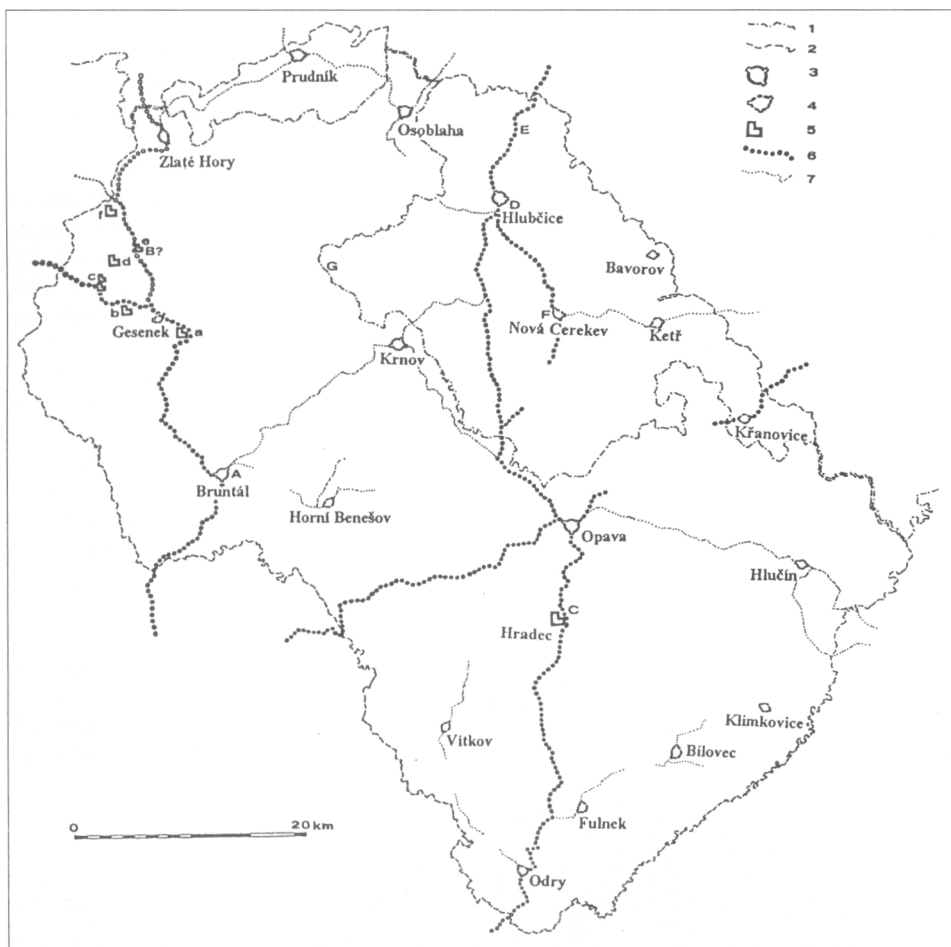 1
2
3
4
5
6
7
Prudník
Osoblaha
E
Zlaté Hory
D
Hlubčice
f
e
B?
d
Bavorov
G
c
b
Gesenek
a
F
Nová Cerekev
Ketř
Krnov
Křanovice
A
Bruntál
Horní Benešov
Opava
Hlučín
C
Hradec
Klimkovice
Vítkov
Bílovec
0
20 km
Fulnek
Odry